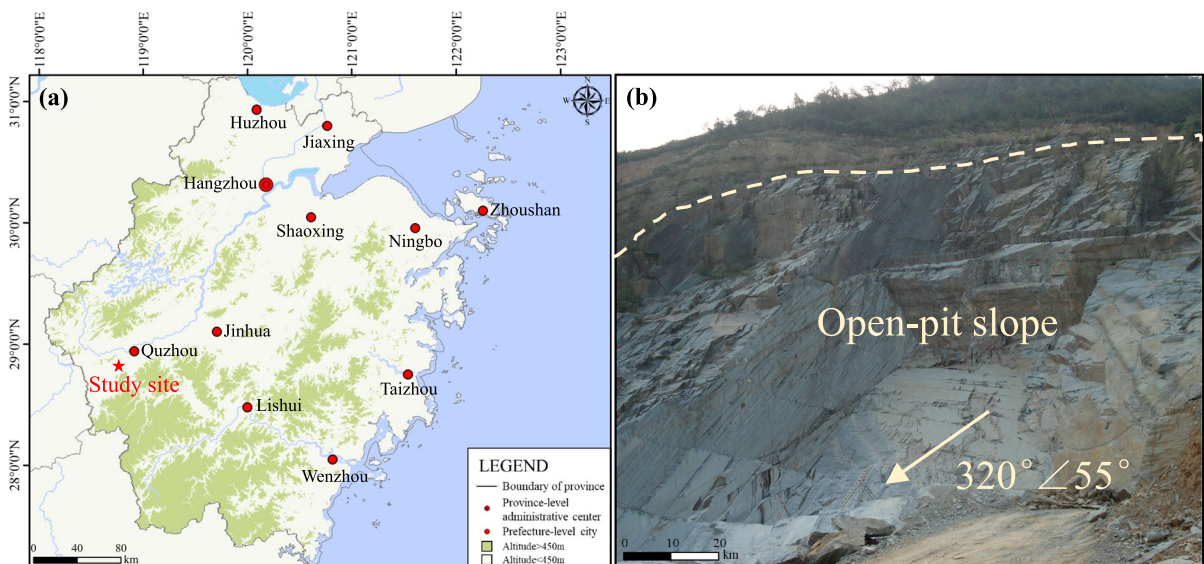 118°0'0"E
119°0'0"E
120°0'0"E
121°0'0"E
122°0'0"E
123°0'0"E
31°0'0"N
30°0'0"N
29°0'0"N
28°0'0"N
(a)
N
W
E
S
Huzhou
Jiaxing
Hangzhou
Shaoxing
Ningbo
Zhoushan
Jinhua
Quzhou
Study site
Taizhou
Lishui
Wenzhou
LEGEND
Boundary of province
Province-level
administrative center
Prefecture-level city
Altitude>450m
Altitude<450m
0 40 80
km
(b)
Open-pit slope
320° ∠55°
0 10 20
km